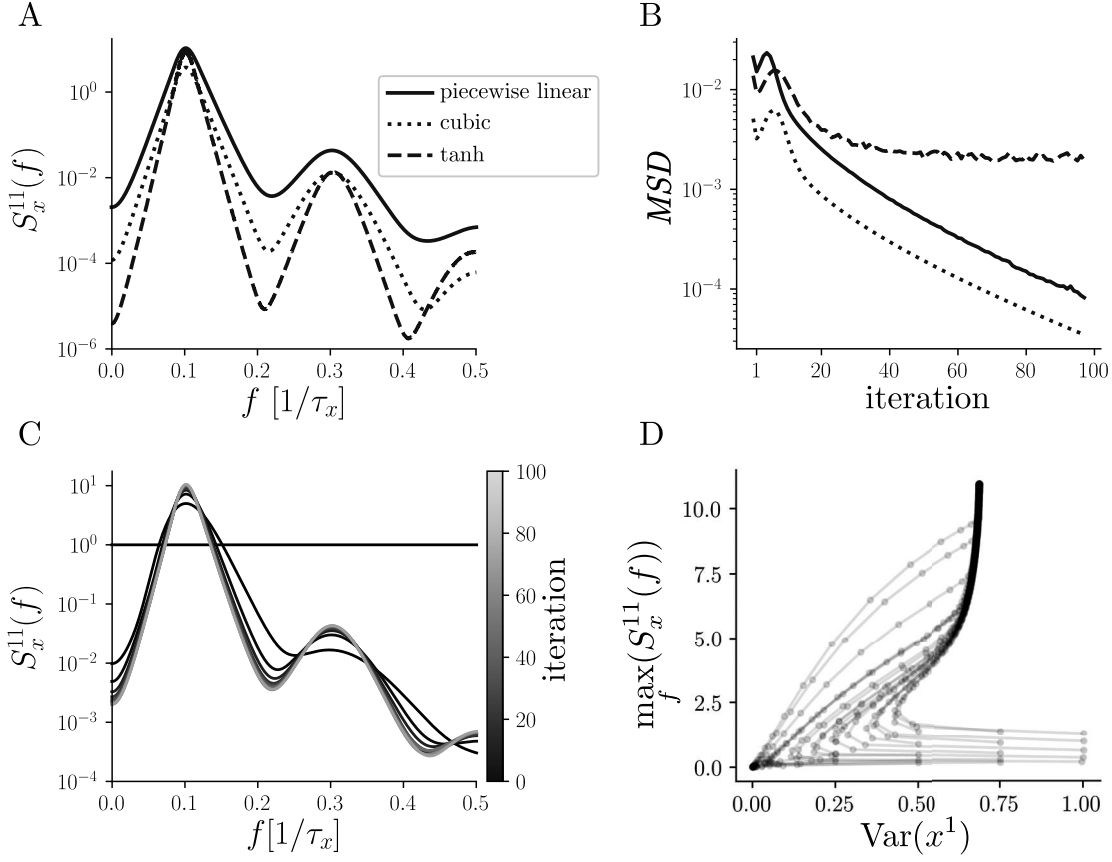 A
10^0
10^{-2}
10^{-4}
10^{-6}
S_x^{11}(f)
0.0 0.1 0.2 0.3 0.4 0.5
f [1/τ_x]
piecewise linear
cubic
tanh
B
10^{-2}
10^{-3}
10^{-4}
MSD
1 20 40 60 80 100
iteration
C
10^1
10^0
10^{-1}
10^{-2}
10^{-3}
10^{-4}
S_x^{11}(f)
0.0 0.1 0.2 0.3 0.4 0.5
f[1/τ_x]
100
80
60
40
20
0
iteration
D
10.0
7.5
5.0
2.5
0.0
max_f(S_x^{11}(f))
0.00 0.25 0.50 0.75 1.00
Var(x^1)